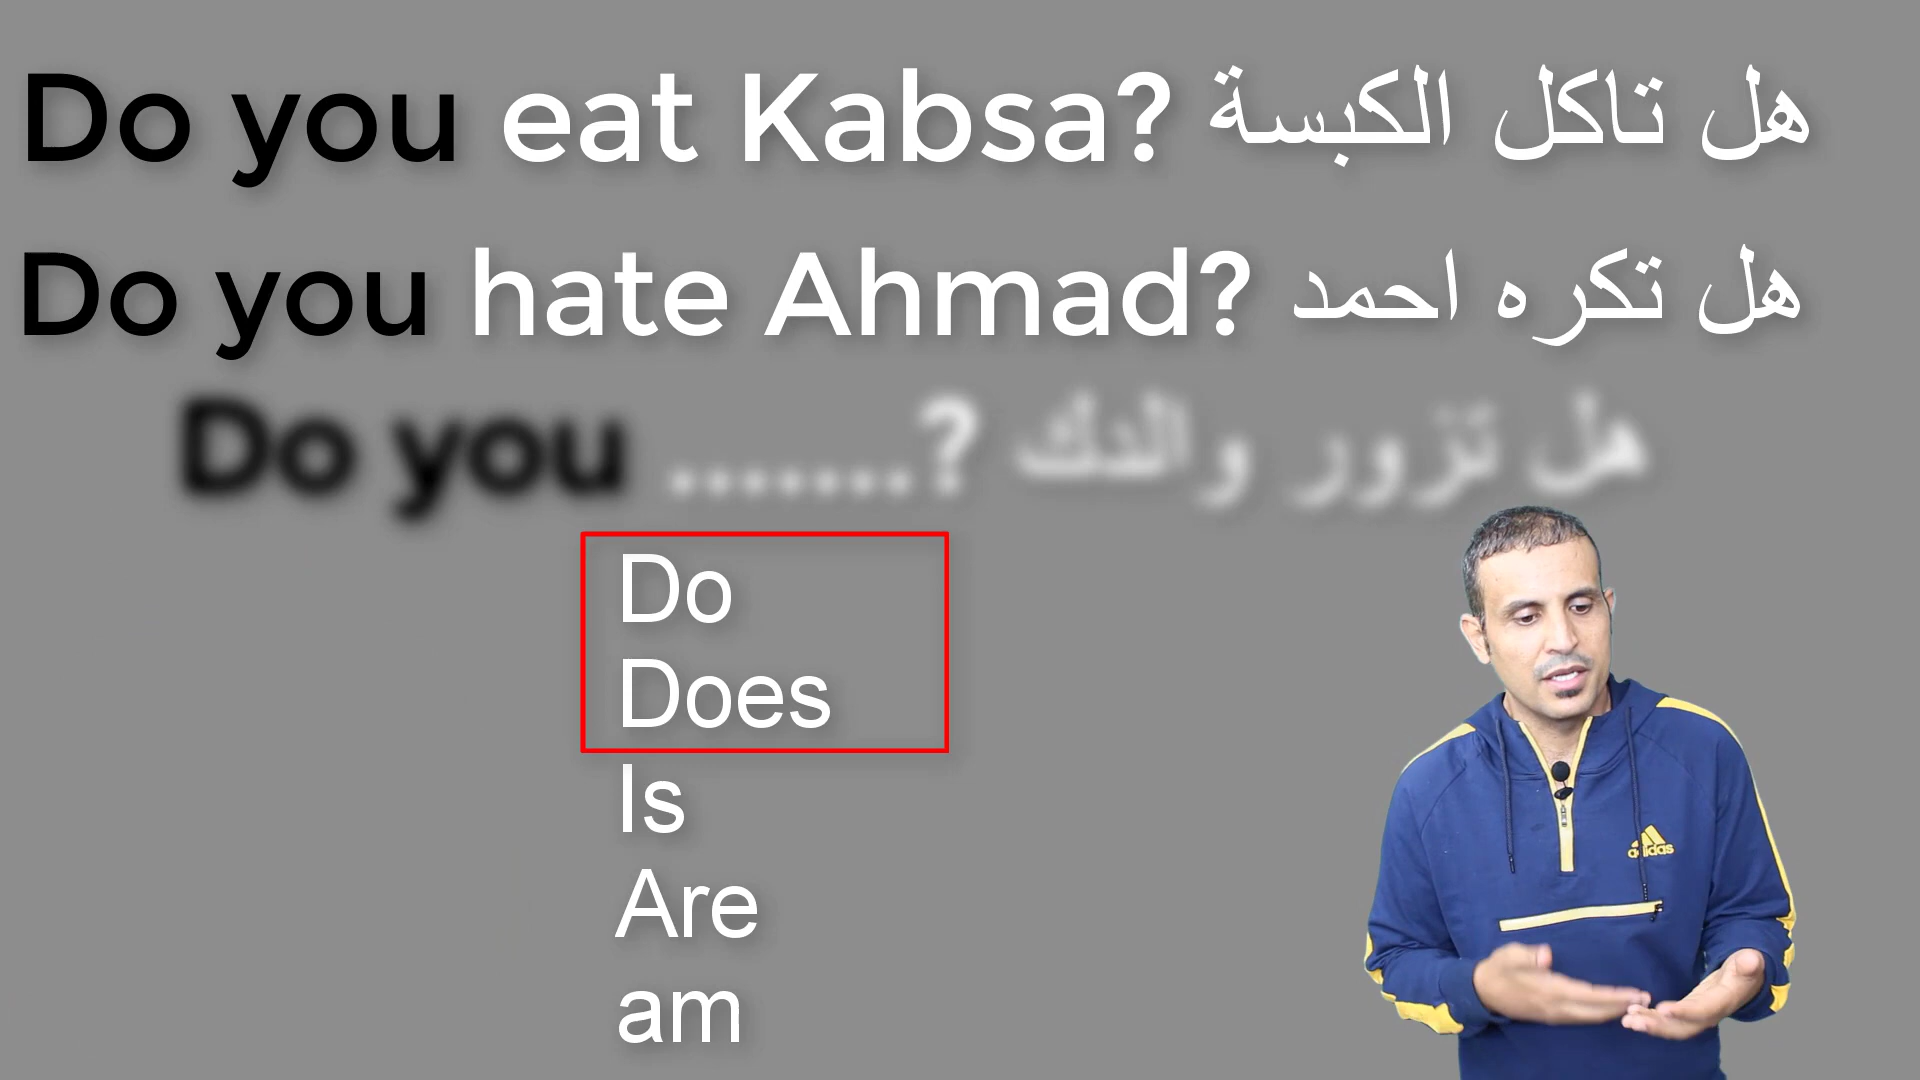 Do you eat Kabsa? هل تاكل الكبسة
Do you hate Ahmad? هل تكره احمد
Do you .......? هل تزور والدك
Do
Does
Is
Are
am
adidas